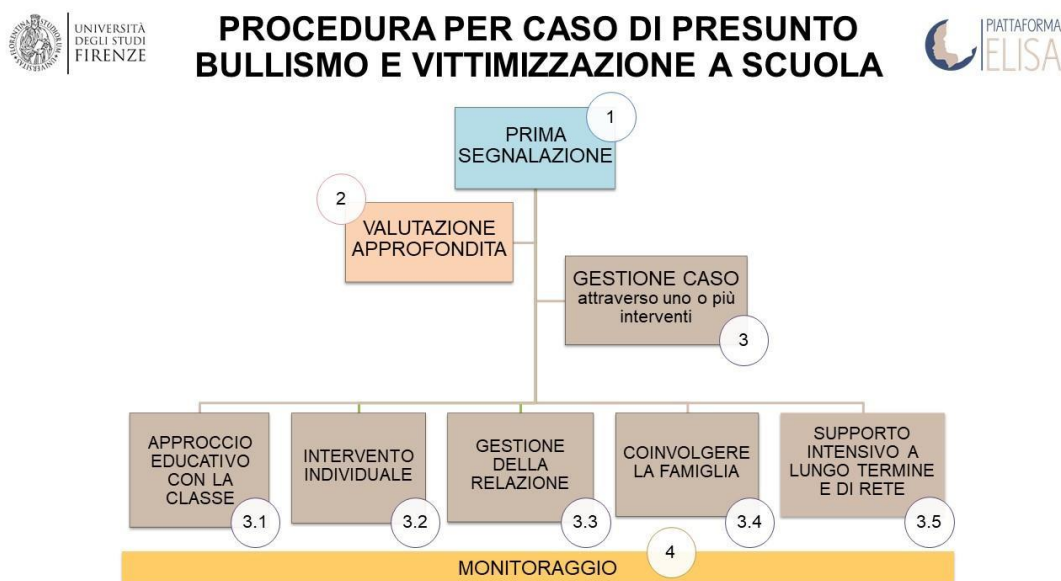 UNIVERSITÀ
DEGLI STUDI
FIRENZE
PROCEDURA PER CASO DI PRESUNTO
BULLISMO E VITTIMIZZAZIONE A SCUOLA
PIATTAFORMA
ELISA
1
PRIMA
SEGNALAZIONE
2
VALUTAZIONE
APPROFONDITA
GESTIONE CASO
attraverso uno o più
interventi
3
APPROCCIO
EDUCATIVO
CON LA
CLASSE
3.1
INTERVENTO
INDIVIDUALE
3.2
GESTIONE
DELLA
RELAZIONE
3.3
COINVOLGERE
LA FAMIGLIA
3.4
SUPPORTO
INTENSIVO A
LUNGO TERMINE
E DI RETE
3.5
4
MONITORAGGIO